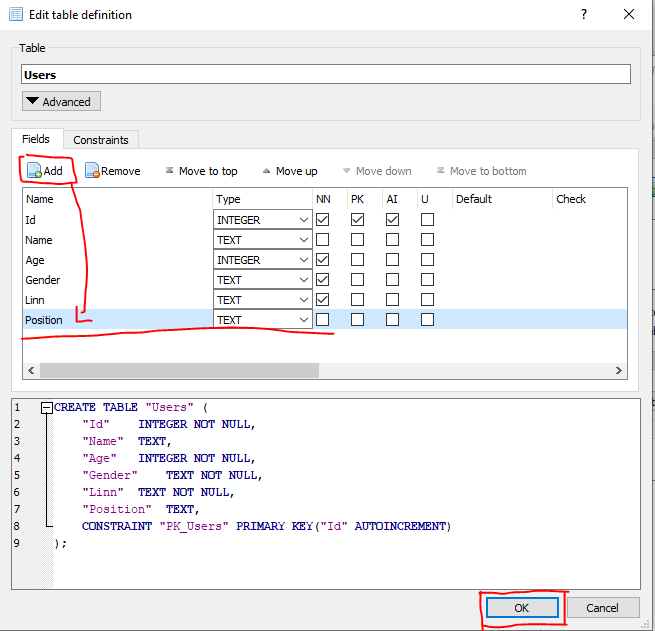 Edit table definition ?
Table
Users
Advanced
Fields Constraints
Add Remove Move to top Move up Move down Move to bottom
Name Type NN PK AI U Default Check
Id INTEGER
Name TEXT
Age INTEGER
Gender TEXT
Linn TEXT
Position TEXT
1 CREATE TABLE "Users" (
2 "Id" INTEGER NOT NULL,
3 "Name" TEXT,
4 "Age" INTEGER NOT NULL,
5 "Gender" TEXT NOT NULL,
6 "Linn" TEXT NOT NULL,
7 "Position" TEXT,
8 CONSTRAINT "PK_Users" PRIMARY KEY("Id" AUTOINCREMENT)
9 );
OK Cancel